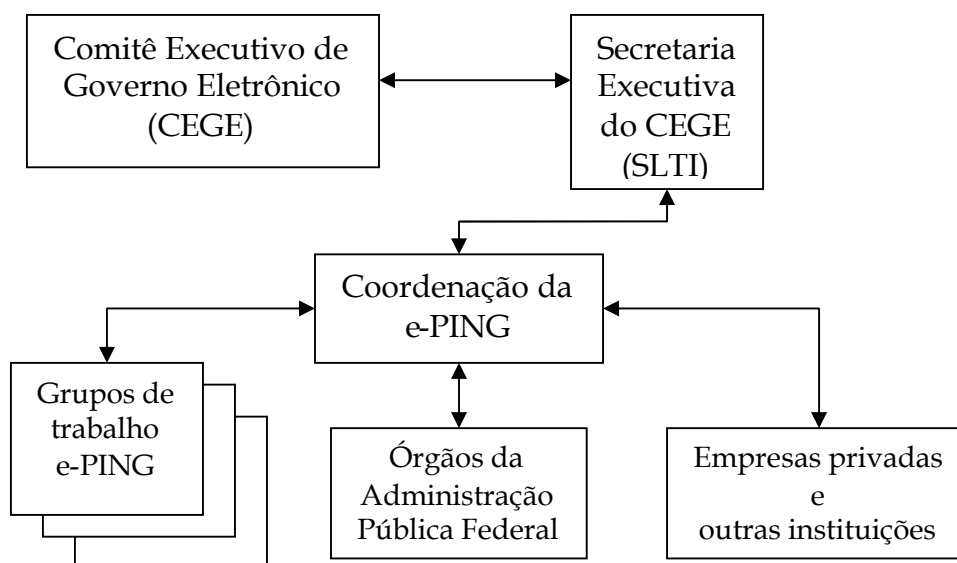 Comitê Executivo de
Governo Eletrônico
(CEGE)
Secretaria
Executiva
do CEGE
(SLTI)
Coordenação da
e-PING
Grupos de
trabalho
e-PING
Órgãos da
Administração
Pública Federal
Empresas privadas
e
outras instituições